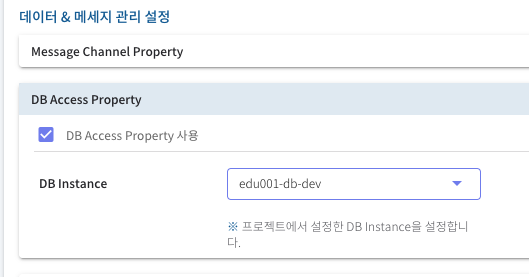 데이터 & 메세지 관리 설정
Message Channel Property
DB Access Property
DB Access Property 사용
DB Instance
edu001-db-dev
※ 프로젝트에서 설정한 DB Instance을 설정합니
다.